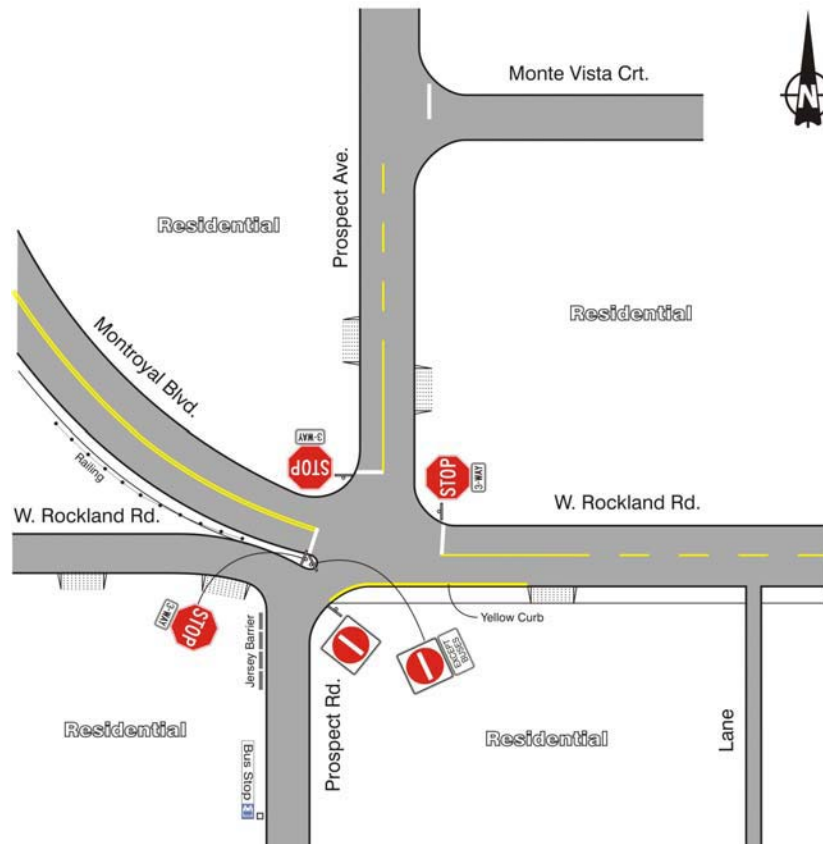 Monte Vista Crt.
N
Prospect Ave.
Residential
Residential
Montroyal Blvd.
Railing
3-WAY
STOP
STOP
3-WAY
W. Rockland Rd.
W. Rockland Rd.
Yellow Curb
3-WAY
STOP
EXCEPT
BUSES
Jersey Barrier
Prospect Rd.
Residential
Residential
Lane
Bus Stop